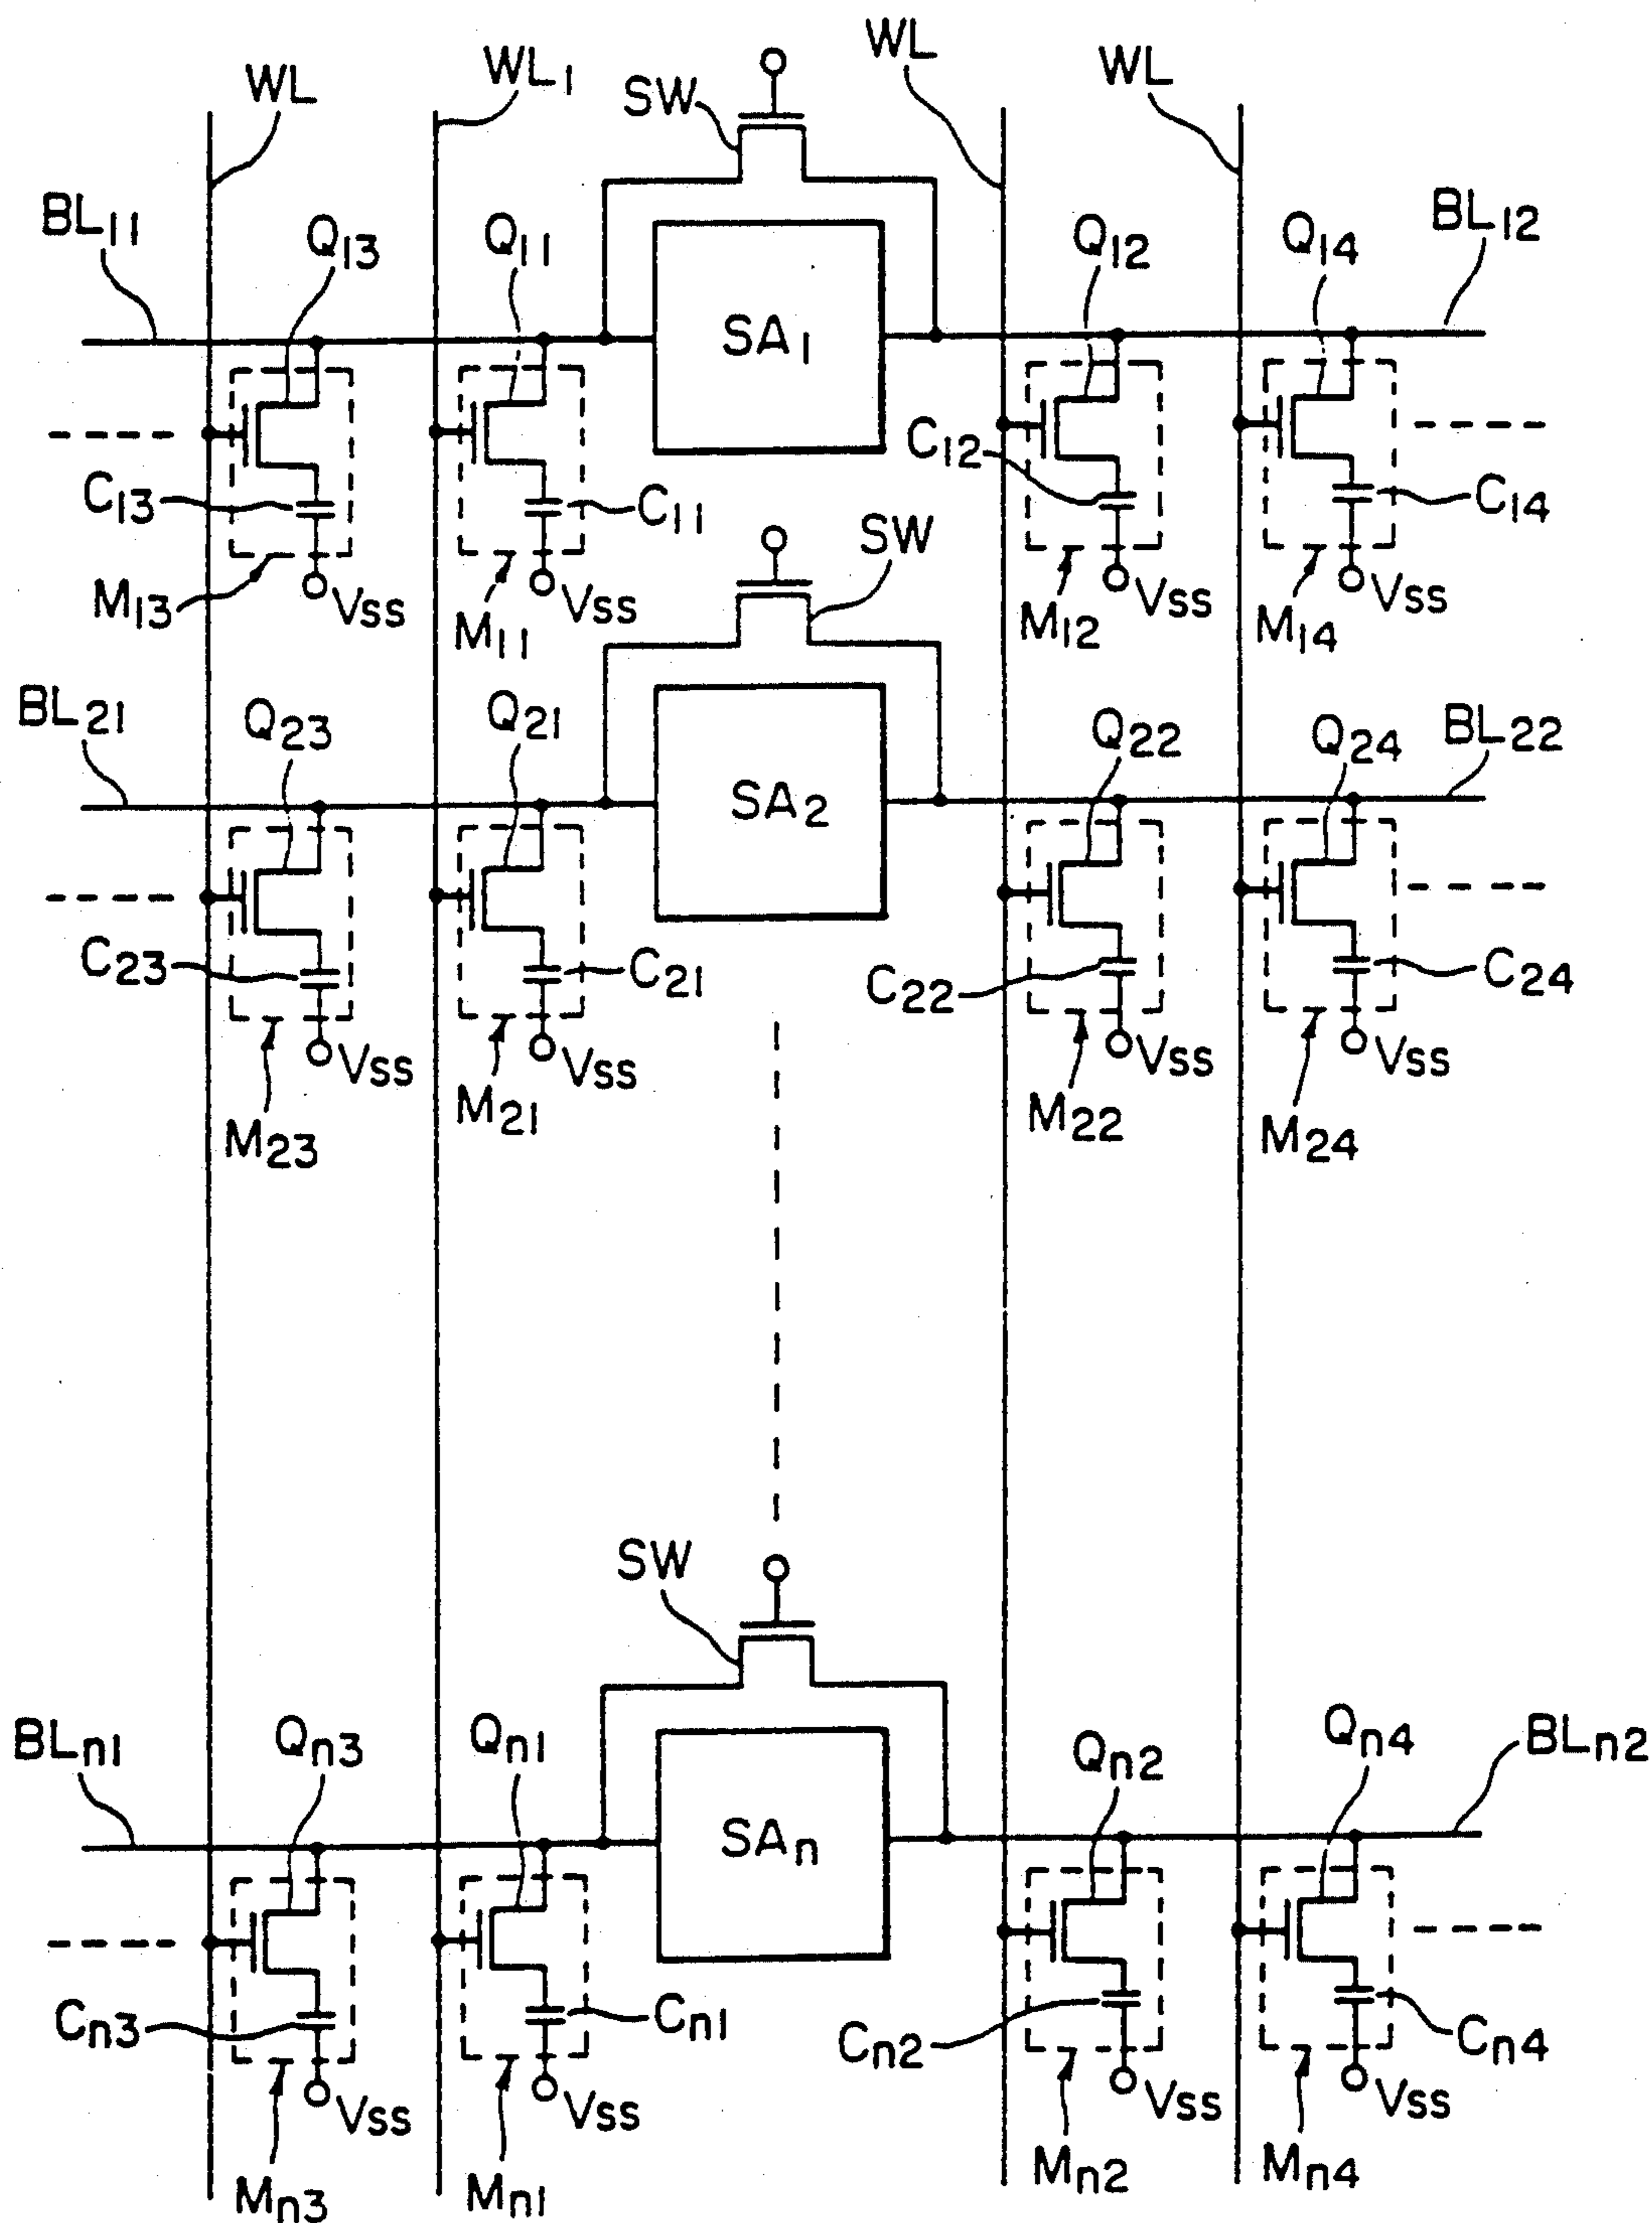 WL
WL1
SW
WL
WL
BL11
Q13
Q11
SA1
Q12
Q14
BL12
C13
C11
C12
C14
M13
VSS
M11
VSS
SW
M12
VSS
M14
VSS
BL21
Q23
Q21
SA2
Q22
Q24
BL22
C23
C21
C22
C24
M23
VSS
M21
VSS
M22
VSS
M24
VSS
SW
BLn1
Qn3
Qn1
SAn
Qn2
Qn4
BLn2
Cn3
Cn1
Cn2
Cn4
Mn3
VSS
Mn1
VSS
Mn2
VSS
Mn4
VSS